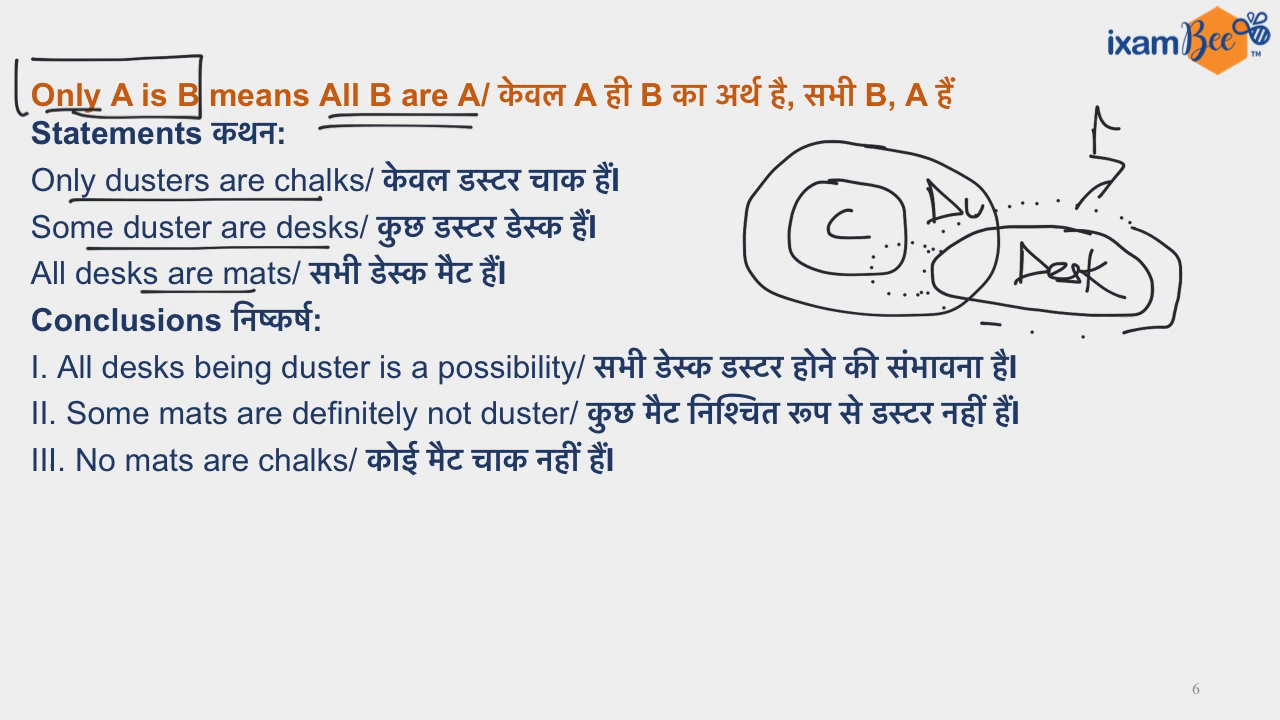 ixamBee™
Only A is B means All B are A/ केवल A ही B का अर्थ है, सभी B, A हैं
Statements कथन:
Only dusters are chalks/ केवल डस्टर चाक हैंI
Some duster are desks/ कुछ डस्टर डेस्क हैंI
All desks are mats/ सभी डेस्क मैट हैंI
Conclusions निष्कर्ष:
I. All desks being duster is a possibility/ सभी डेस्क डस्टर होने की संभावना हैI
II. Some mats are definitely not duster/ कुछ मैट निश्चित रूप से डस्टर नहीं हैंI
III. No mats are chalks/ कोई मैट चाक नहीं हैंI
C
Du
Desk
6